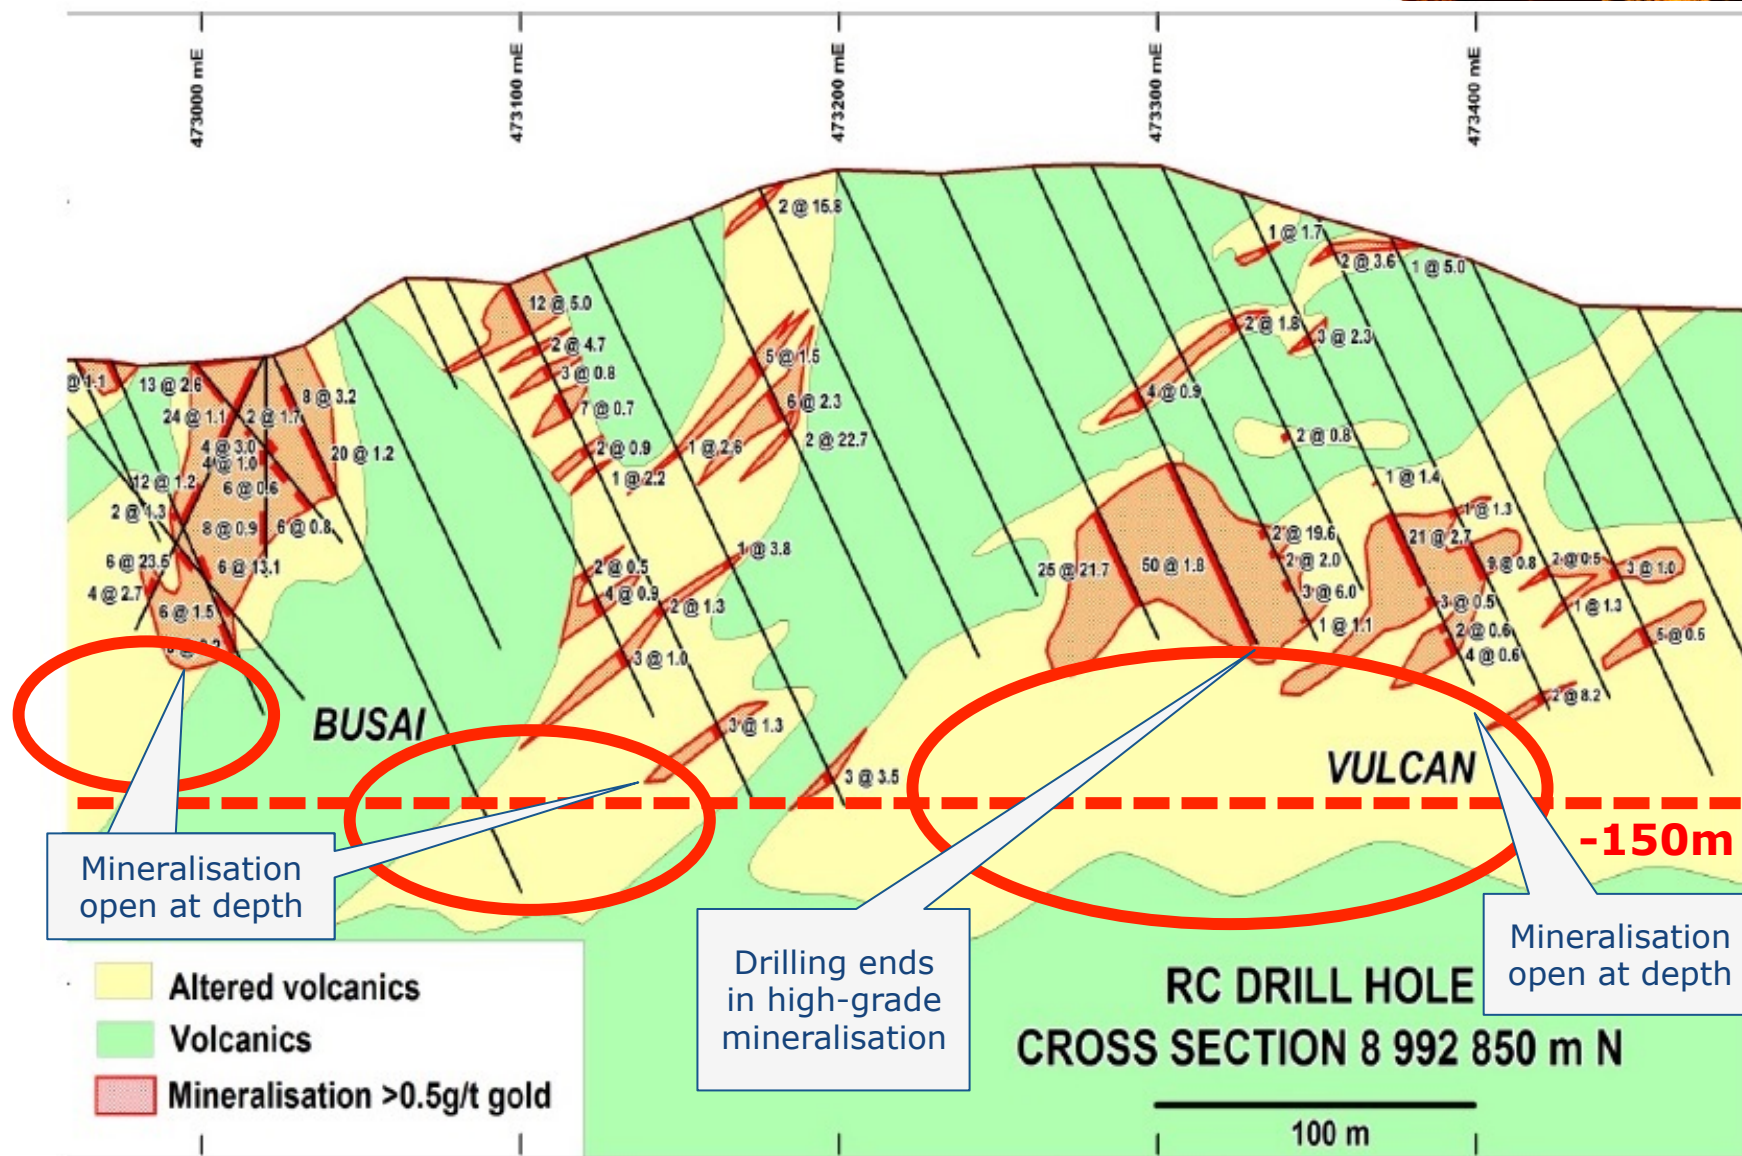 473000 mE
473100 mE
473200 mE
473300 mE
473400 mE
2 @ 16.8
1 @ 1.7
2 @ 3.6
1 @ 5.0
12 @ 5.0
2 @ 1.8
3 @ 2.3
2 @ 4.7
5 @ 1.5
@ 1.1
13 @ 2.6
3 @ 0.8
8 @ 3.2
4 @ 0.9
6 @ 2.3
24 @ 1.1
2 @ 1.7
7 @ 0.7
2 @ 22.7
2 @ 0.8
4 @ 3.0
20 @ 1.2
2 @ 0.9
1 @ 2.6
4 @ 1.0
12 @ 1.2
6 @ 0.6
1 @ 2.2
1 @ 1.4
2 @ 1.3
1 @ 1.3
8 @ 0.9
6 @ 0.8
2 @ 19.6
21 @ 2.7
1 @ 3.8
2 @ 2.0
6 @ 23.5
6 @ 13.1
2 @ 0.5
25 @ 21.7
50 @ 1.8
9 @ 0.8
2 @ 0.5
3 @ 1.0
4 @ 2.7
4 @ 0.9
3 @ 6.0
3 @ 0.5
6 @ 1.5
2 @ 1.3
1 @ 1.1
1 @ 1.3
2 @ 0.6
5 @ 0.5
3 @ 1.0
4 @ 0.6
2 @ 8.2
BUSAI
3 @ 1.3
3 @ 3.5
VULCAN
-150m
Mineralisation
open at depth
Drilling ends
in high-grade
mineralisation
Mineralisation
open at depth
Altered volcanics
Volcanics
Mineralisation >0.5g/t gold
RC DRILL HOLE
CROSS SECTION 8 992 850 m N
100 m